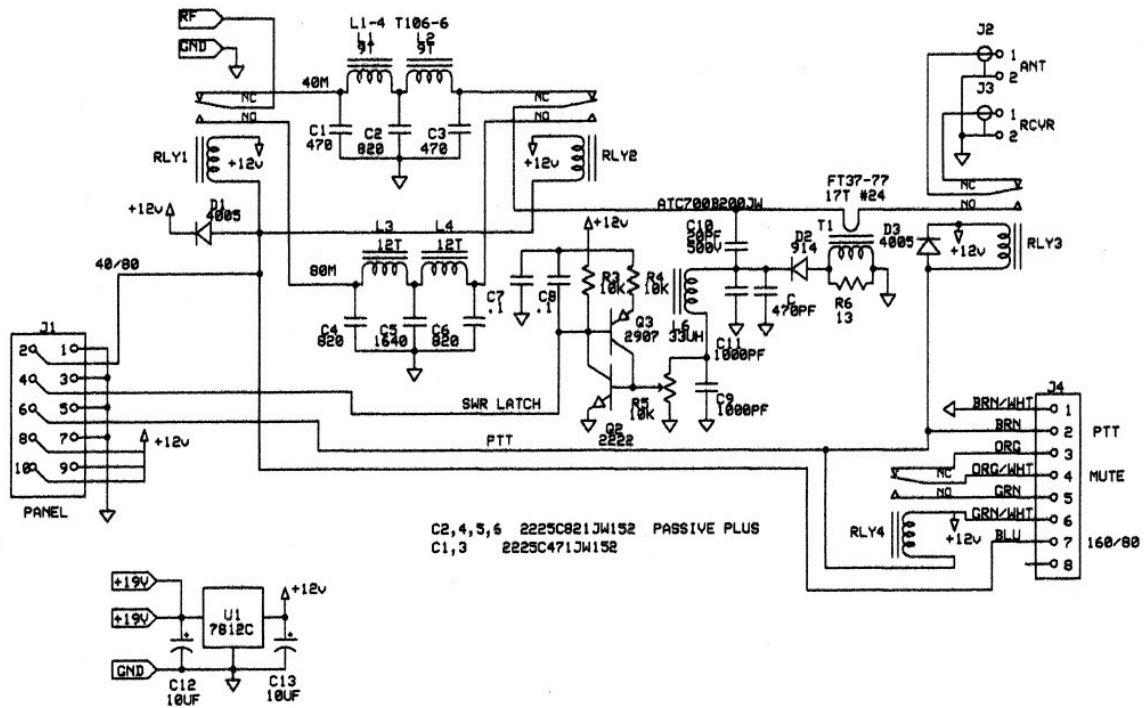 RF
GND
L1-4 T106-6
L1
9T
L2
9T
40M
NC
NO
NC
NO
C1
470
C2
820
C3
470
RLY1
+12v
+12v
RLY2
J2
1
2
ANT
J3
1
2
RCVR
NC
NO
ATC700B200JW
FT37-77
17T #24
T1
+12v
D1
4005
40/80
80M
L3
12T
L4
12T
C4
820
C5
1640
C6
820
C7
.1
C8
.1
+12v
R3
10K
R4
10K
Q3
2907
Q2
2222
R5
10K
L6
33UH
C10
20PF
500V
C11
1000PF
C9
1000PF
D2
914
C
470PF
R6
13
D3
4005
+12v
RLY3
J1
2
1
4
3
6
5
8
7
10
9
PANEL
+12v
SWR LATCH
PTT
J4
BRN/WHT
1
BRN
2
PTT
ORG
3
NC
ORG/WHT
4
MUTE
NO
GRN
5
GRN/WHT
6
RLY4
+12v
BLU
7
160/80
8
C2,4,5,6 2225C821JW152 PASSIVE PLUS
C1,3 2225C471JW152
+19V
+19V
GND
U1
7812C
+12v
+
+
C12
10UF
C13
10UF